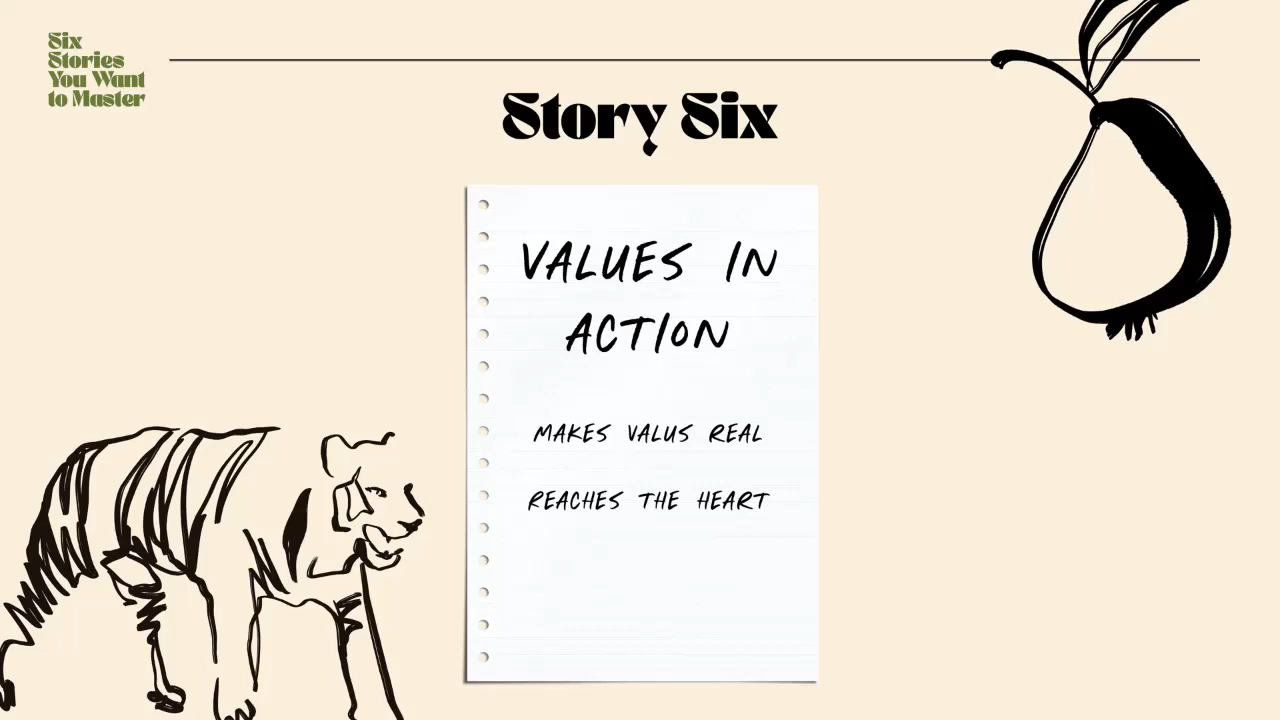 Six
Stories
You Want
to Master
Story Six
VALUES IN
ACTION
MAKES VALUS REAL
REACHES THE HEART